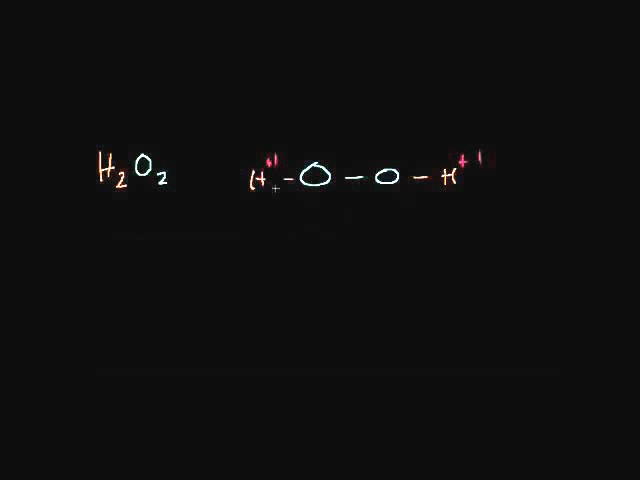 H₂O₂ H⁺¹ – O – O – H⁺¹